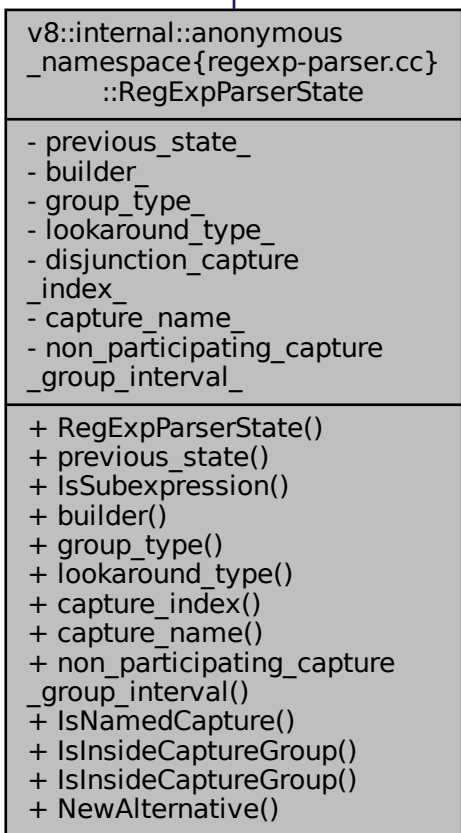 v8::internal::anonymous
_namespace{regexp-parser.cc}
::RegExpParserState
- previous_state_
- builder_
- group_type_
- lookaround_type_
- disjunction_capture
_index_
- capture_name_
- non_participating_capture
_group_interval_
+ RegExpParserState()
+ previous_state()
+ IsSubexpression()
+ builder()
+ group_type()
+ lookaround_type()
+ capture_index()
+ capture_name()
+ non_participating_capture
_group_interval()
+ IsNamedCapture()
+ IsInsideCaptureGroup()
+ IsInsideCaptureGroup()
+ NewAlternative()